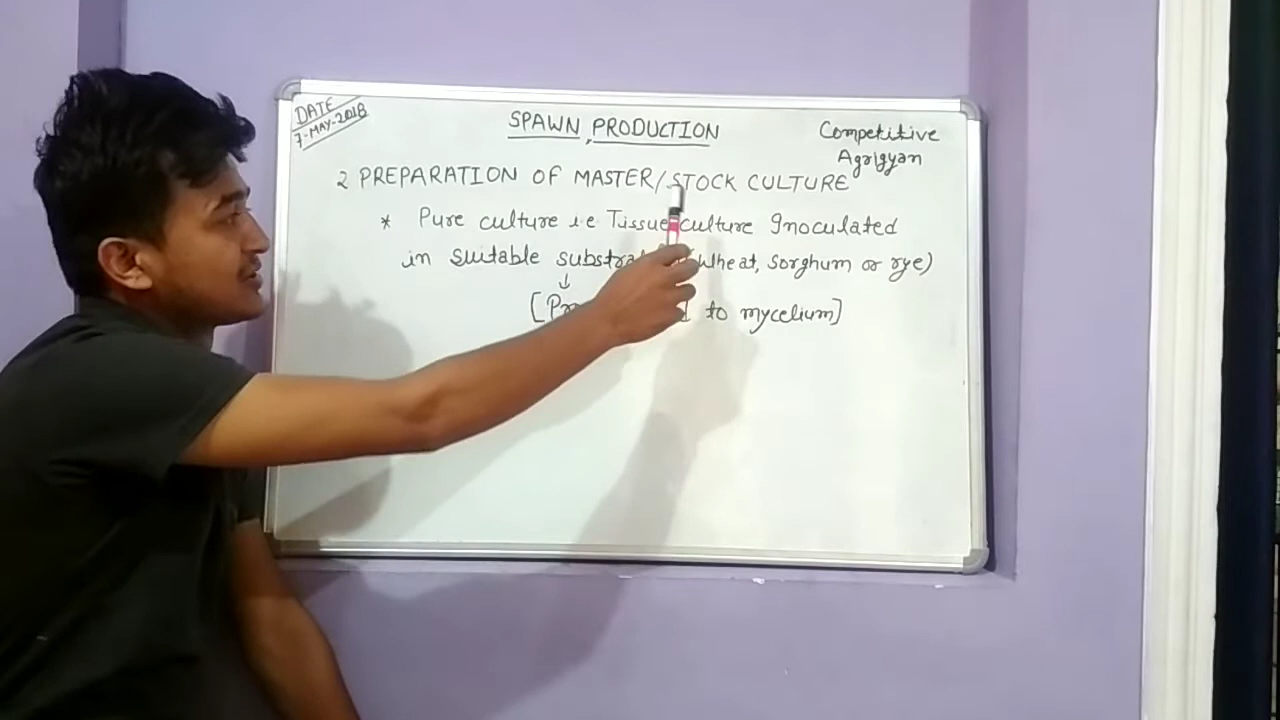 DATE
7-MAY-2018
SPAWN PRODUCTION
Competitive
Agrigyan
2 PREPARATION OF MASTER/STOCK CULTURE
* Pure culture i.e Tissue culture Inoculated
in suitable (Wheat, Sorghum or rye)
to mycelium]